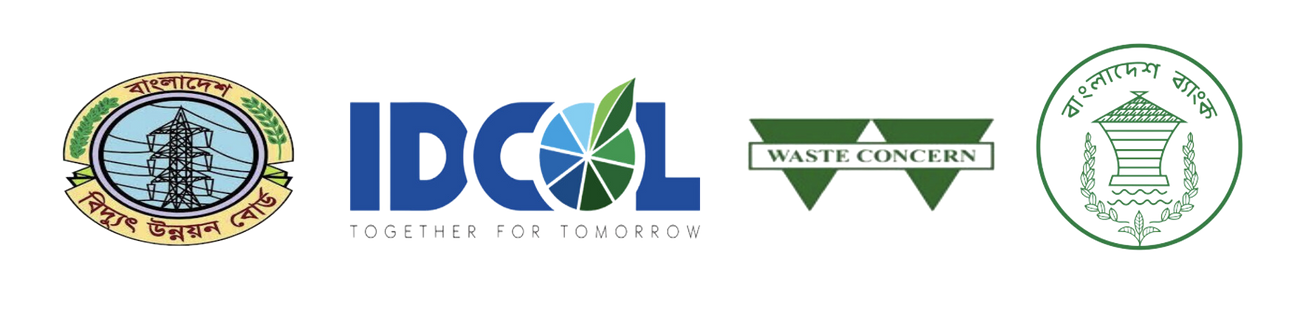 বাংলাদেশ
বিদ্যুৎ উন্নয়ন বোর্ড
IDCOL
TOGETHER FOR TOMORROW
WASTE CONCERN
বাংলাদেশ ব্যাংক